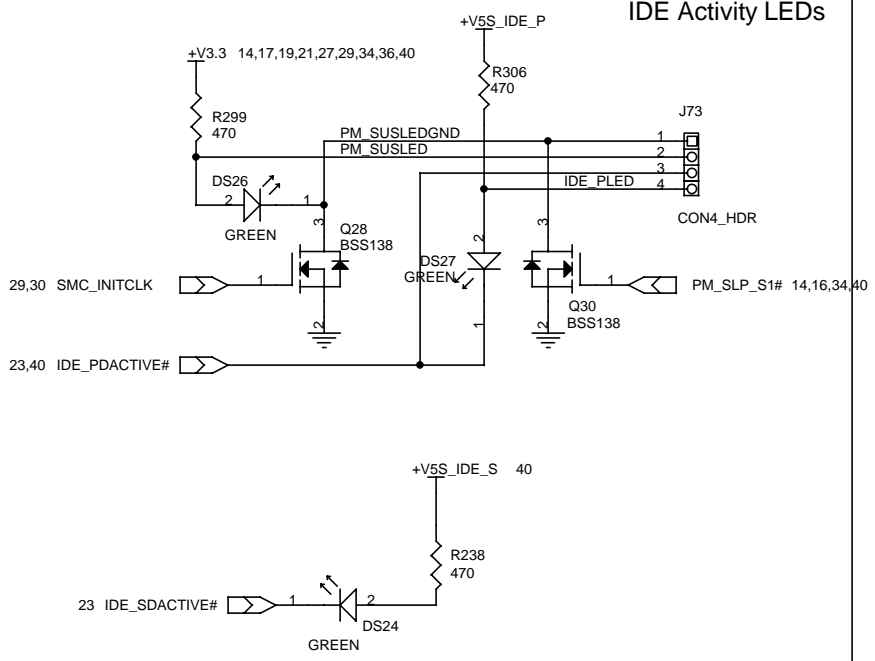 IDE Activity LEDs
+V5S_IDE_P
+V3.3 14,17,19,21,27,29,34,36,40
R306
470
R299
470
J73
PM_SUSLEDGND
1
PM_SUSLED
2
3
IDE_PLED
4
DS26
2
1
GREEN
CON4_HDR
3
Q28
BSS138
2
DS27
GREEN
3
29,30 SMC_INITCLK
1
1
PM_SLP_S1# 14,16,34,40
Q30
BSS138
2
1
2
23,40 IDE_PDACTIVE#
+V5S_IDE_S 40
R238
470
23 IDE_SDACTIVE#
1
2
DS24
GREEN